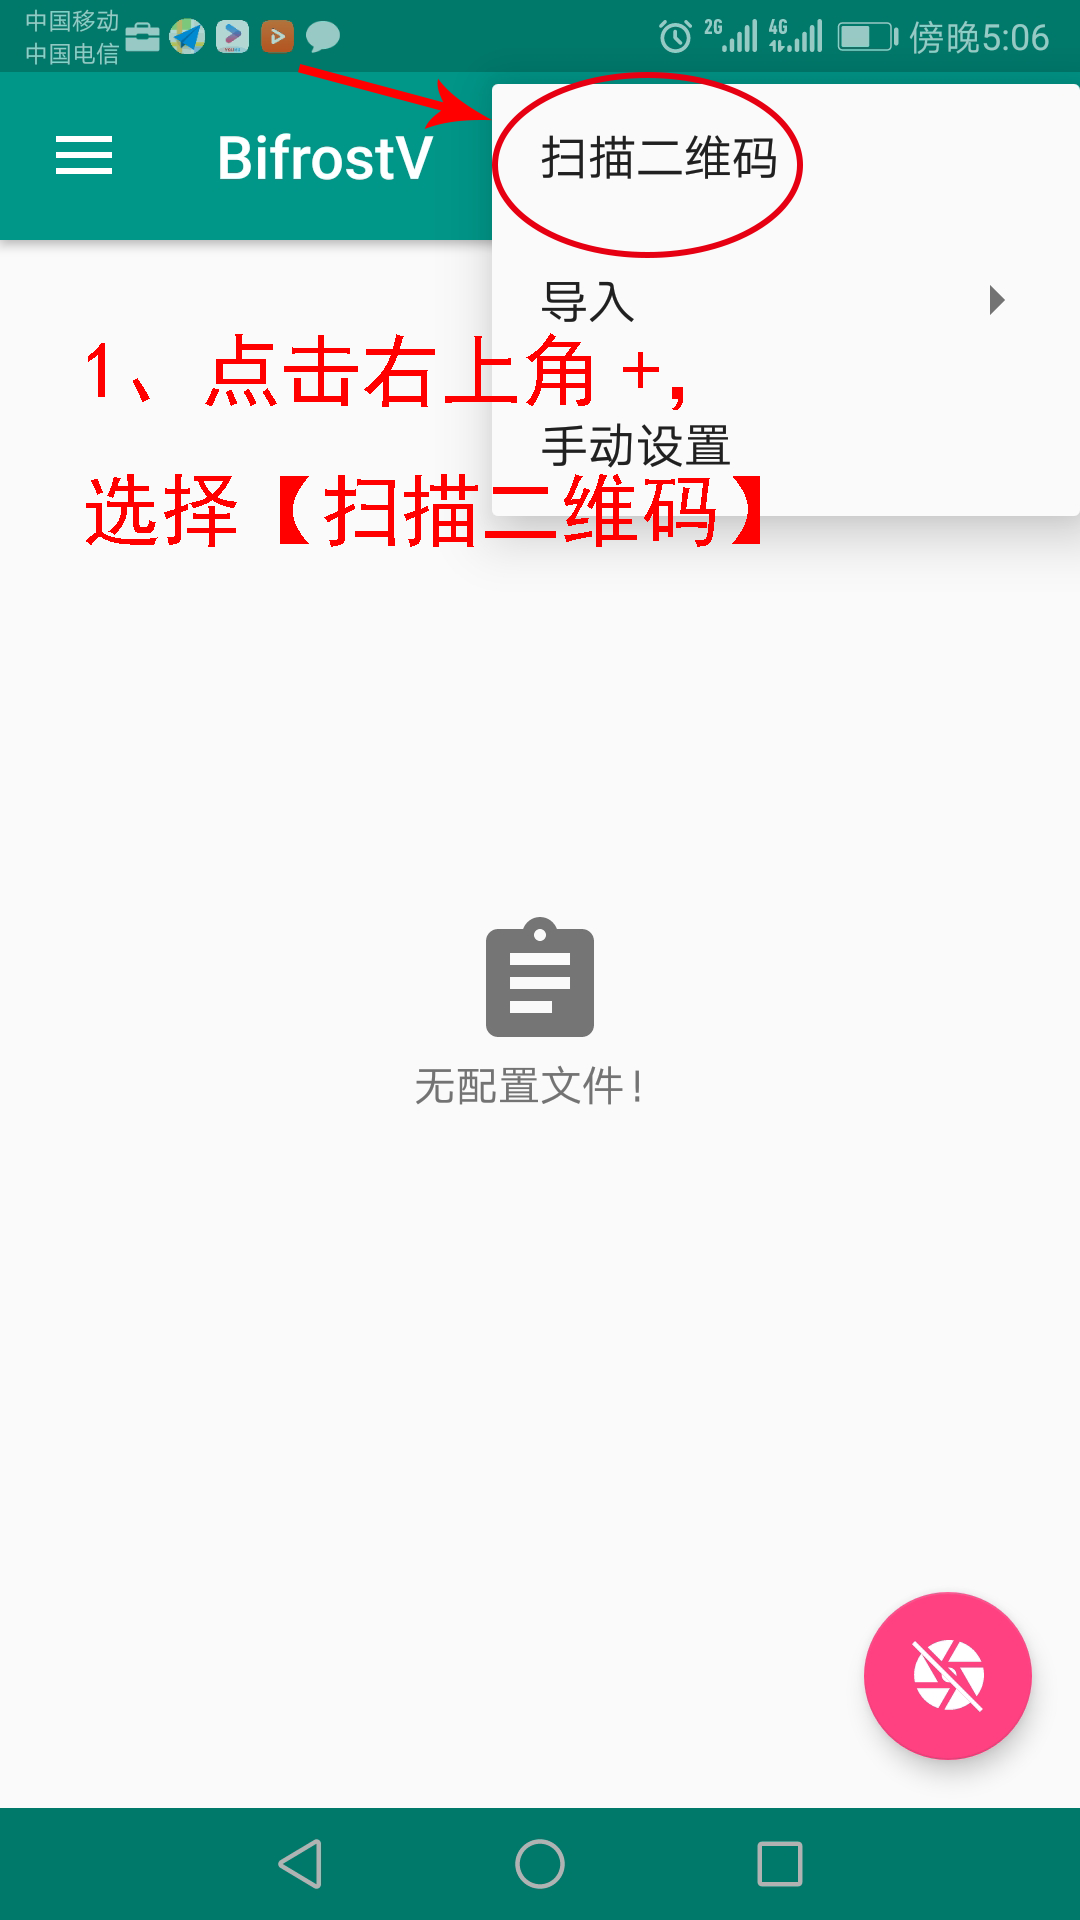 中国移动
中国电信
2G
4G
傍晚5:06
BifrostV
扫描二维码
导入
1、点击右上角 +,
手动设置
选择【扫描二维码】
无配置文件!